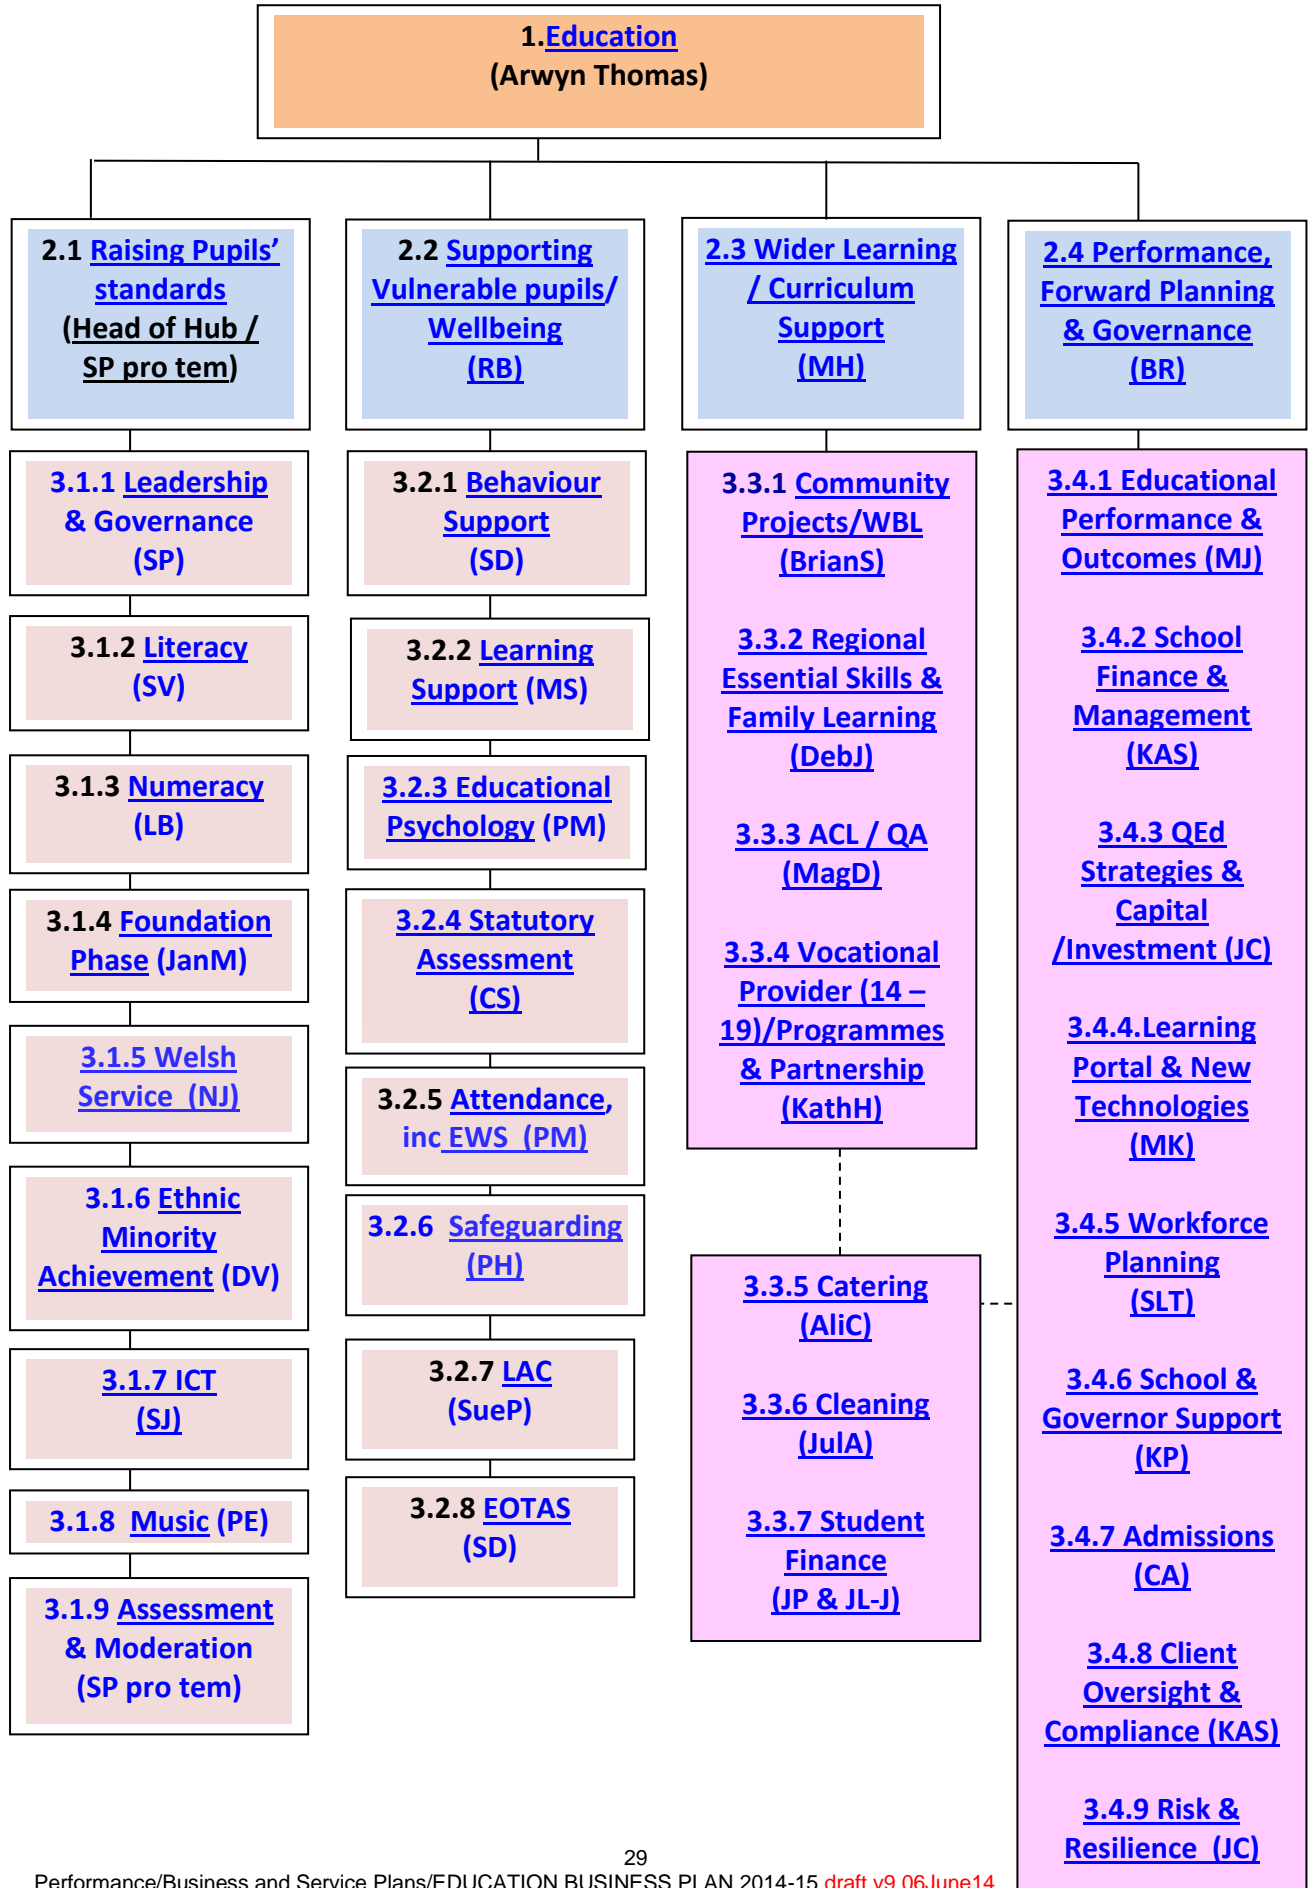 1.Education
(Arwyn Thomas)
2.1 Raising Pupils’
standards
(Head of Hub /
SP pro tem)
3.1.1 Leadership
& Governance
(SP)
3.1.2 Literacy
(SV)
3.1.3 Numeracy
(LB)
3.1.4 Foundation
Phase (JanM)
3.1.5 Welsh
Service  (NJ)
3.1.6 Ethnic
Minority
Achievement (DV)
3.1.7 ICT
(SJ)
3.1.8  Music (PE)
3.1.9 Assessment
& Moderation
(SP pro tem)
2.2 Supporting
Vulnerable pupils/
Wellbeing
(RB)
3.2.1 Behaviour
Support
(SD)
3.2.2 Learning
Support (MS)
3.2.3 Educational
Psychology (PM)
3.2.4 Statutory
Assessment
(CS)
3.2.5 Attendance,
inc EWS  (PM)
3.2.6  Safeguarding
(PH)
3.2.7 LAC
(SueP)
3.2.8 EOTAS
(SD)
2.3 Wider Learning
/ Curriculum
Support
(MH)
3.3.1 Community
Projects/WBL
(BrianS)
3.3.2 Regional
Essential Skills &
Family Learning
(DebJ)
3.3.3 ACL / QA
(MagD)
3.3.4 Vocational
Provider (14 –
19)/Programmes
& Partnership
(KathH)
3.3.5 Catering
(AliC)
3.3.6 Cleaning
(JulA)
3.3.7 Student
Finance
(JP & JL-J)
2.4 Performance,
Forward Planning
& Governance
(BR)
3.4.1 Educational
Performance &
Outcomes (MJ)
3.4.2 School
Finance &
Management
(KAS)
3.4.3 QEd
Strategies &
Capital
/Investment (JC)
3.4.4.Learning
Portal & New
Technologies
(MK)
3.4.5 Workforce
Planning
(SLT)
3.4.6 School &
Governor Support
(KP)
3.4.7 Admissions
(CA)
3.4.8 Client
Oversight &
Compliance (KAS)
3.4.9 Risk &
Resilience  (JC)
29
Performance/Business and Service Plans/EDUCATION BUSINESS PLAN 2014-15 draft v9 06June14